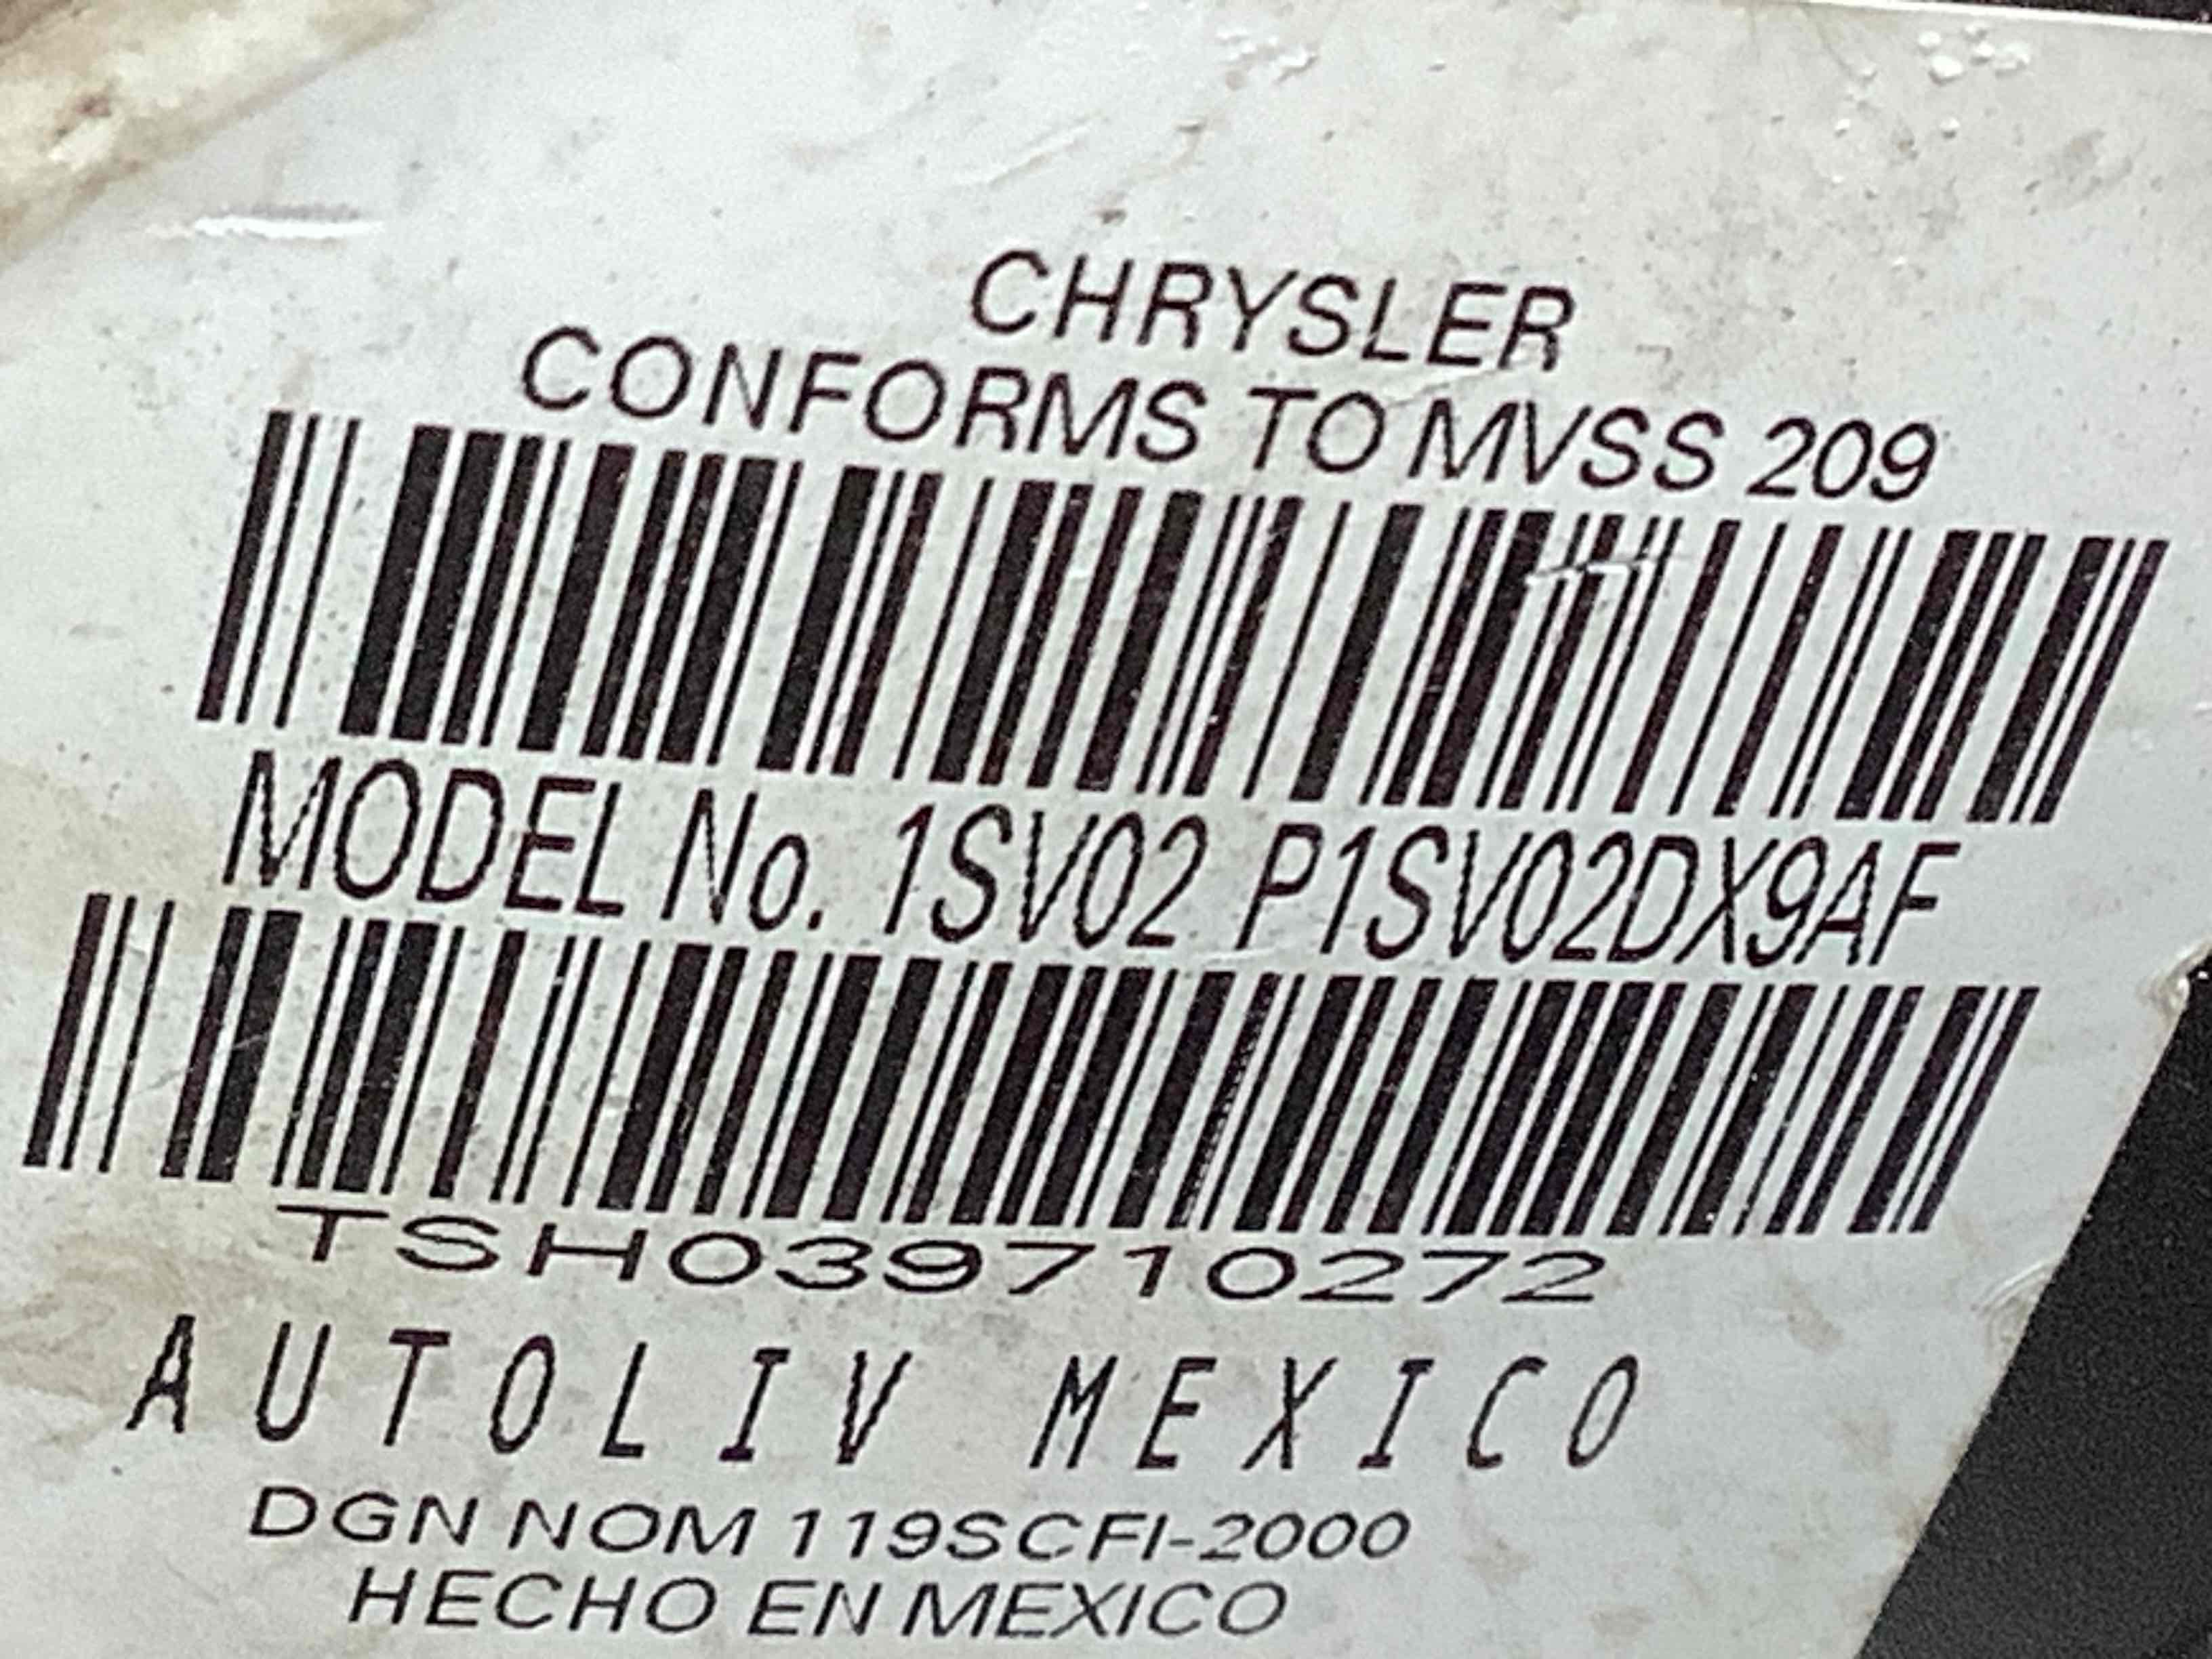 CHRYSLER
CONFORMS TO MVSS 209
MODEL No. 1SV02 P1SV02DX9AF
TSH039710272
AUTOLIV MEXICO
DGN NOM 119SCFI-2000
HECHO EN MEXICO